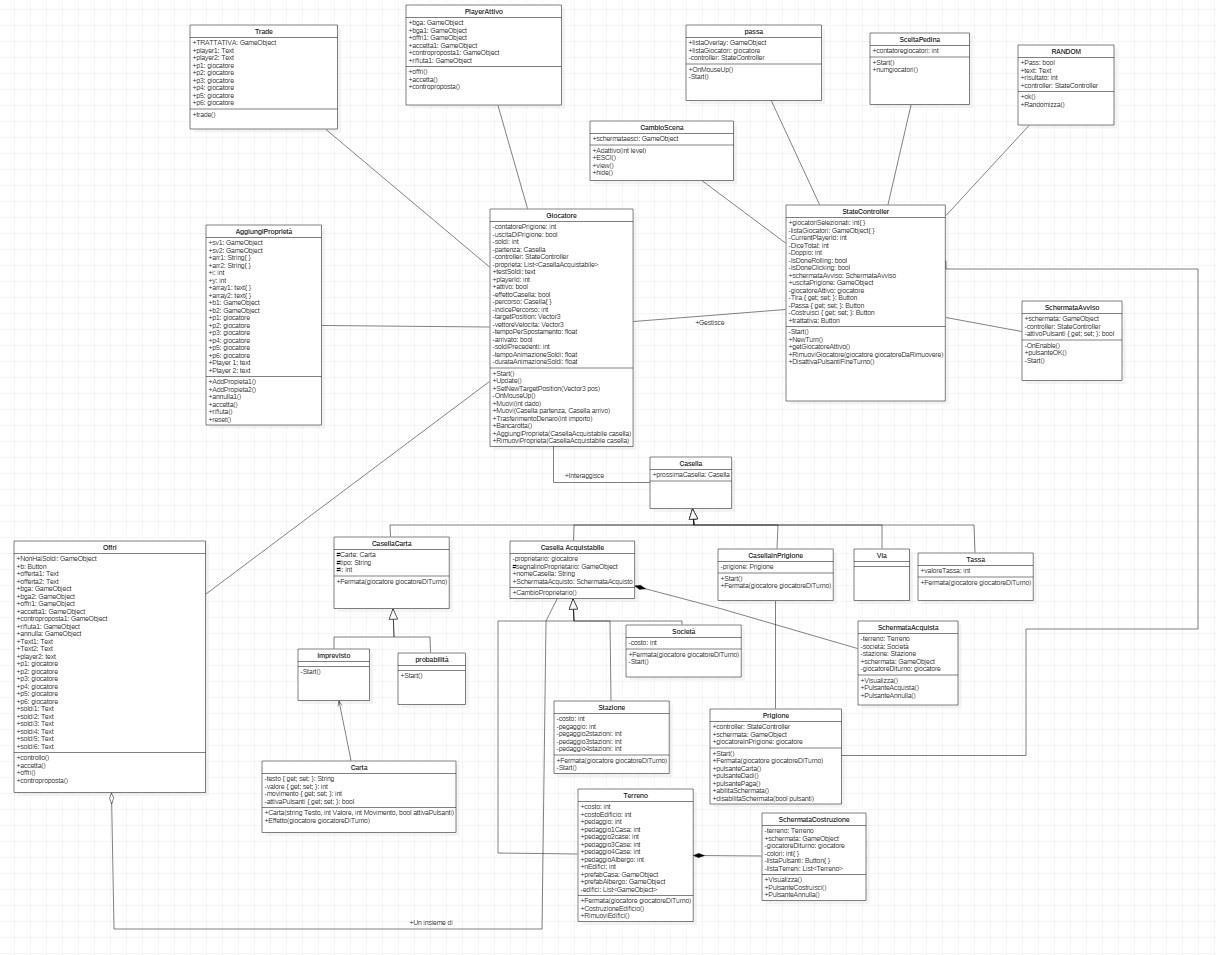 Trade
+TRATTATIVA: GameObject
+player1: Text
+player2: Text
+p1: giocatore
+p2: giocatore
+p3: giocatore
+p4: giocatore
+p5: giocatore
+p6: giocatore
+trade()
PlayerAttivo
+bga: GameObject
+bga1: GameObject
+offri1: GameObject
+accetta1: GameObject
+controproposta1: GameObject
+rifiuta1: GameObject
+offri()
+accetta()
+controproposta()
passa
+listaOverlay: GameObject
+listaGiocatori: giocatore
-controller: StateController
+OnMouseUp()
-Start()
SceltaPedina
+contatoregiocatori: int
+Start()
+numgiocatori()
RANDOM
+Pass: bool
+text: Text
+risultato: int
+controller: StateController
+ok()
+Randomizza()
CambioScena
+schermataesci: GameObject
+Adattivo(int level)
+ESCI()
+view()
+hide()
AggiungiProprietà
+sv1: GameObject
+sv2: GameObject
+arr1: String{ }
+arr2: String{ }
+i: int
+y: int
+array1: text{ }
+array2: text{ }
+b1: GameObject
+b2: GameObject
+p1: giocatore
+p2: giocatore
+p3: giocatore
+p4: giocatore
+p5: giocatore
+p6: giocatore
+Player 1: text
+Player 2: text
+AddPropieta1()
+AddPropieta2()
+annulla1()
+accetta()
+rifiuta()
+reset()
Giocatore
-contatorePrigione: int
-uscitaDiPrigione: bool
-soldi: int
-partenza: Casella
-controller: StateController
-proprieta: List<CasellaAcquistabile>
+testSoldi: text
+playerId: int
+attivo: bool
-effettoCasella: bool
-percorso: Casella{ }
-indicePercorso: int
-targetPosition: Vector3
-vettoreVelocita: Vector3
-tempoPerSpostamento: float
-arrivato: bool
-soldiPrecedenti: int
-tempoAnimazioneSoldi: float
-durataAnimazioneSoldi: float
+Start()
+Update()
+SetNewTargetPosition(Vector3 pos)
-OnMouseUp()
+Muovi(int dado)
+Muovi(Casella partenza, Casella arrivo)
+TrasferimentoDenaro(int importo)
+Bancarotta()
+AggiungiProprieta(CasellaAcquistabile casella)
+RimuoviProprieta(CasellaAcquistabile casella)
+Gestisce
StateController
+giocatoriSelezionati: int{ }
-listaGiocatori: GameObject{ }
-CurrentPlayerId: int
-DiceTotal: int
-Doppio: int
-IsDoneRolling: bool
-IsDoneClicking: bool
+schermataAvviso: SchermataAvviso
+uscitaPrigione: GameObject
-giocatoreAttivo: giocatore
-Tira { get; set; }: Button
-Passa { get; set; }: Button
-Costruisci { get; set; }: Button
+trattativa: Button
-Start()
+NewTurn()
+getGiocatoreAttivo()
+RimuoviGiocatore(giocatore giocatoreDaRimuovere)
+DisattivaPulsantiFineTurno()
SchermataAvviso
+schermata: GameObject
-controller: StateController
-attivoPulsanti { get; set; }: bool
-OnEnable()
+pulsanteOK()
-Start()
+Interaggisce
Casella
+prossimaCasella: Casella
Offri
+NonHaiSoldi: GameObject
+b: Button
+offerta1: Text
+offerta2: Text
+bga: GameObject
+bga2: GameObject
+offri1: GameObject
+accetta1: GameObject
+controproposta1: GameObject
+rifiuta1: GameObject
+annulla: GameObject
+Text1: Text
+Text2: Text
+player2: text
+p1: giocatore
+p2: giocatore
+p3: giocatore
+p4: giocatore
+p5: giocatore
+p6: giocatore
+soldi1: Text
+soldi2: Text
+soldi3: Text
+soldi4: Text
+soldi5: Text
+soldi6: Text
+controllo()
+accetta()
+offri()
+controproposta()
CasellaCarta
#Carte: Carta
#tipo: String
#i: int
+Fermata(giocatore giocatoreDiTurno)
Casella Acquistabile
-proprietario: giocatore
#segnalinoProprietario: GameObject
+nomeCasella: String
+SchermataAcquisto: SchermoAcquisto
+CambioProprietario()
CasellaInPrigione
-prigione: Prigione
+Start()
+Fermata(giocatore giocatoreDiTurno)
Via
Tassa
+valoreTassa: int
+Fermata(giocatore giocatoreDiTurno)
Imprevisto
-Start()
probabilità
+Start()
Società
-costo: int
+Fermata(giocatore giocatoreDiTurno)
-Start()
SchermataAcquista
-terreno: Terreno
-società: Società
-stazione: Stazione
+schermata: GameObject
-giocatoreDiturno: giocatore
+Visualizza()
+PulsanteAcquista()
+PulsanteAnnulla()
Stazione
-costo: int
-pegaggio: int
-pegaggio2stazioni: int
-pegaggio3stazioni: int
-pegaggio4stazioni: int
+Fermata(giocatore giocatoreDiTurno)
-Start()
Prigione
+controller: StateController
+schermata: GameObject
+giocatoreInPrigione: giocatore
+Start()
+Fermata(giocatore giocatoreDiTurno)
+pulsanteCarta()
+pulsanteDadi()
+pulsantePaga()
+abilitaSchermata()
+disabilitaSchermata(bool pulsanti)
Carta
-testo { get; set; }: String
-valore { get; set; }: int
-movimento { get; set; }: int
-attivaPulsanti { get; set; }: bool
+Carta(string Testo, int Valore, int Movimento, bool attivaPulsanti)
+Effetto(giocatore giocatoreDiTurno)
Terreno
+costo: int
+costoEdificio: int
+pedaggio: int
+pedaggio1Casa: int
+pedaggio2case: int
+pedaggio3Case: int
+pedaggio4Case: int
+pedaggioAlbergo: int
+nEdifici: int
+prefabCasa: GameObject
+prefabAlbergo: GameObject
-edifici: List<GameObject>
+Fermata(giocatore giocatoreDiTurno)
+CostruzioneEdificio()
+RimuoviEdifici()
SchermataCostruzione
-terreno: Terreno
+schermata: GameObject
-giocatoreDiturno: giocatore
-colori: int{ }
-listaPulsanti: Button{ }
-listaTerreni: List<Terreno>
+Visualizza()
+PulsanteCostruisci()
+PulsanteAnnulla()
+Un insieme di